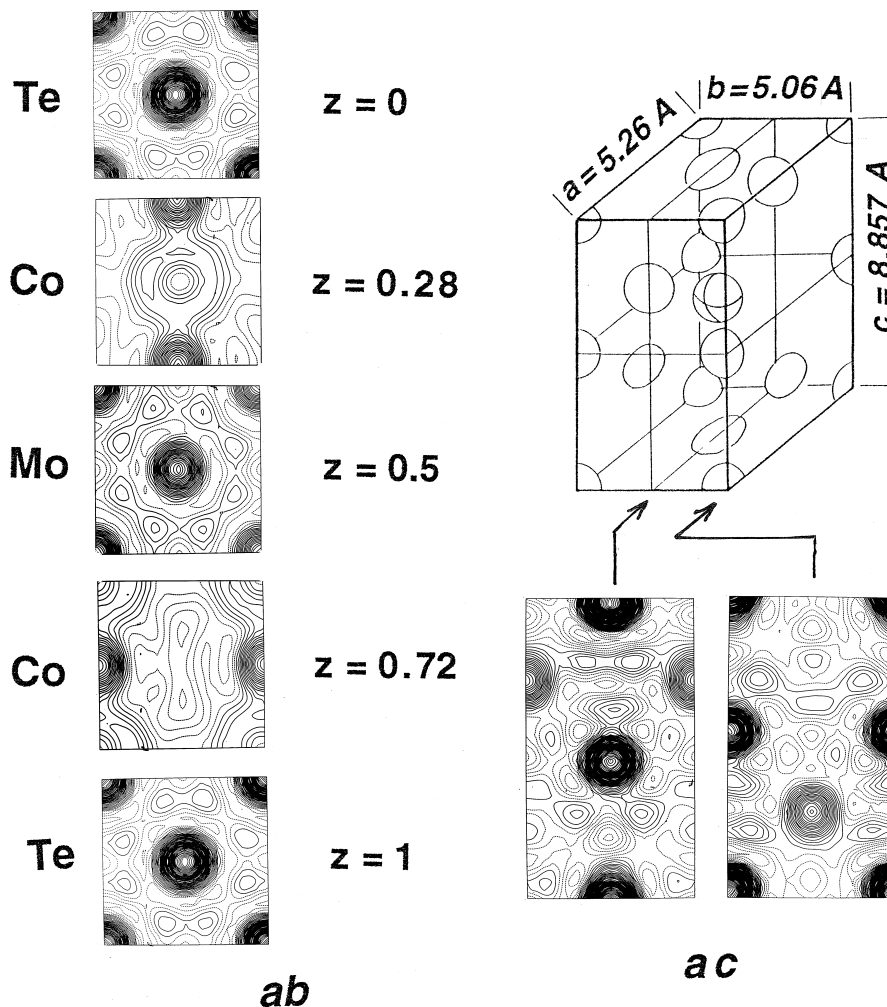 Te z = 0
Co z = 0.28
Mo z = 0.5
Co z = 0.72
Te z = 1
ab
a = 5.26 A
b = 5.06 A
c = 8.857 A
ac